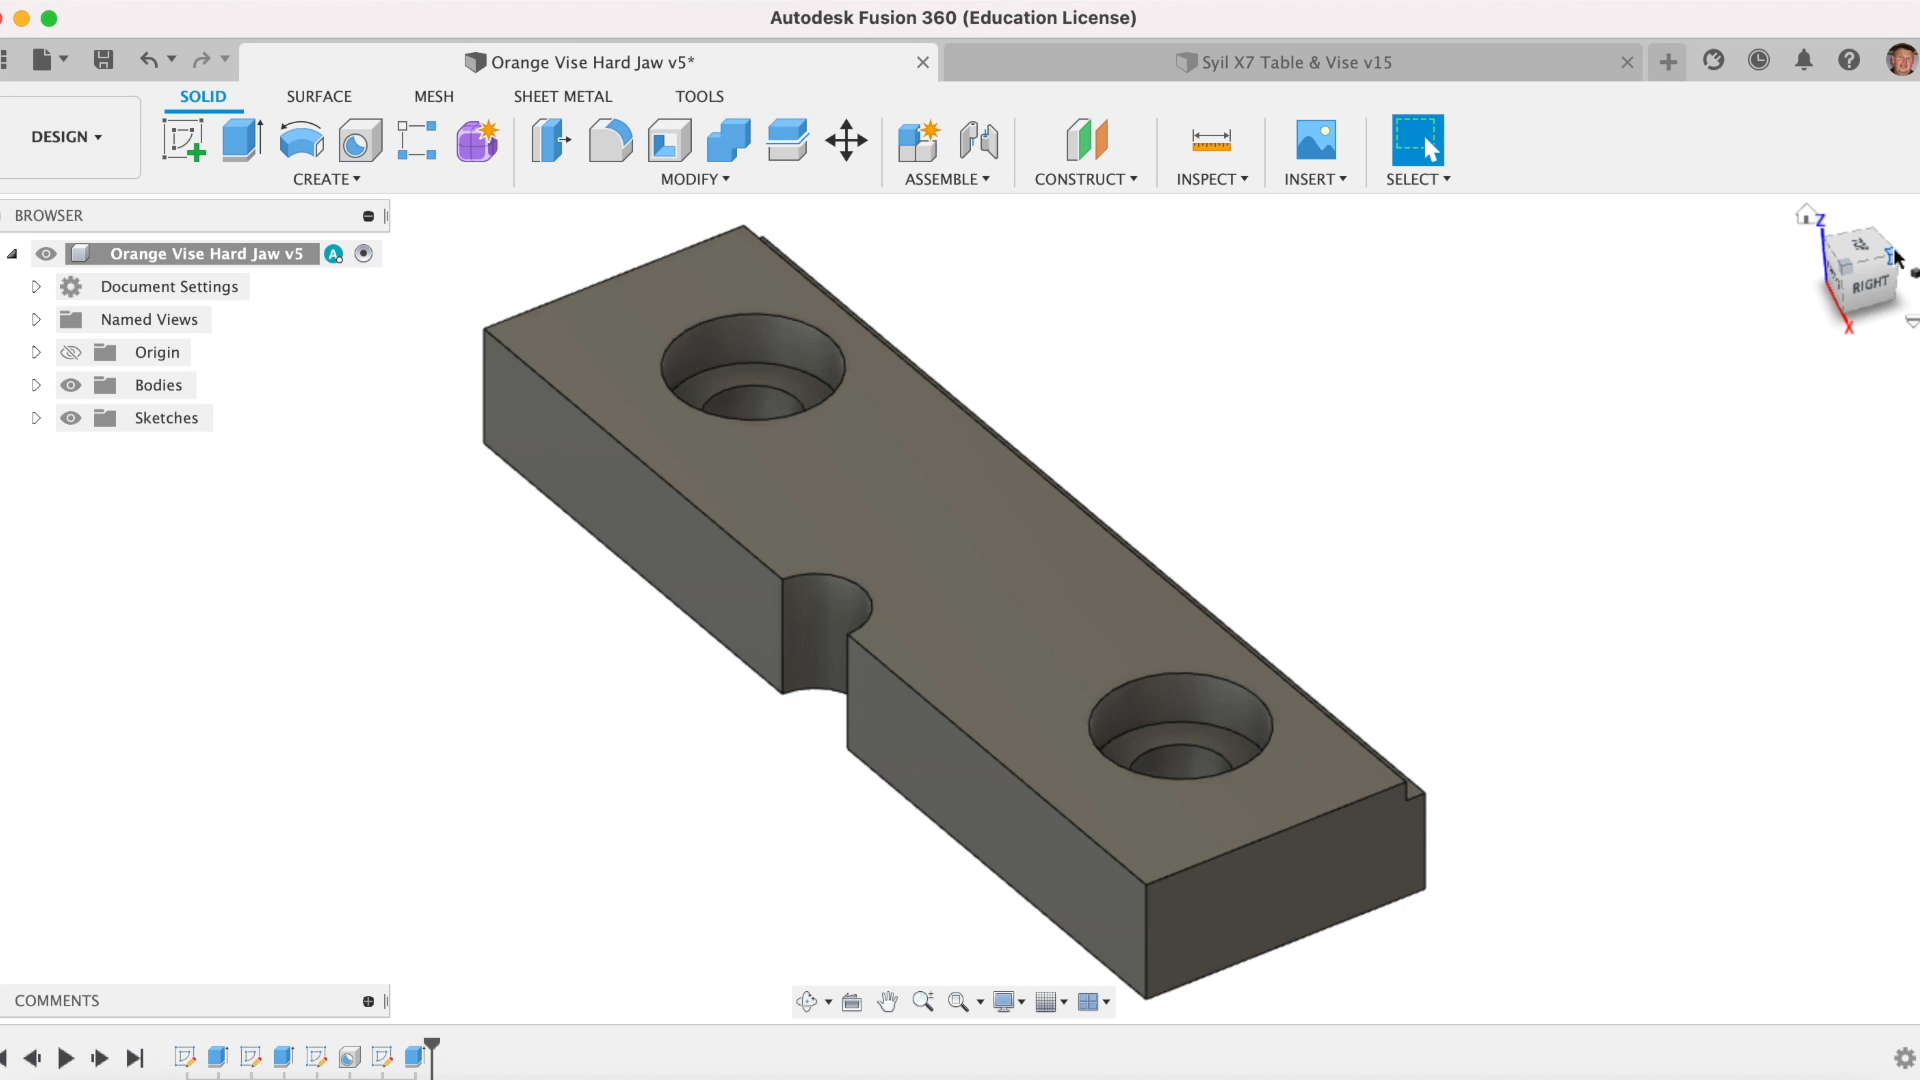 Autodesk Fusion 360 (Education License)
Orange Vise Hard Jaw v5*
Syil X7 Table & Vise v15
SOLID SURFACE MESH SHEET METAL TOOLS
DESIGN
CREATE MODIFY ASSEMBLE CONSTRUCT INSPECT INSERT SELECT
BROWSER
Orange Vise Hard Jaw v5
A
Document Settings
Named Views
Origin
Bodies
Sketches
Z
TOP
RIGHT
X
COMMENTS